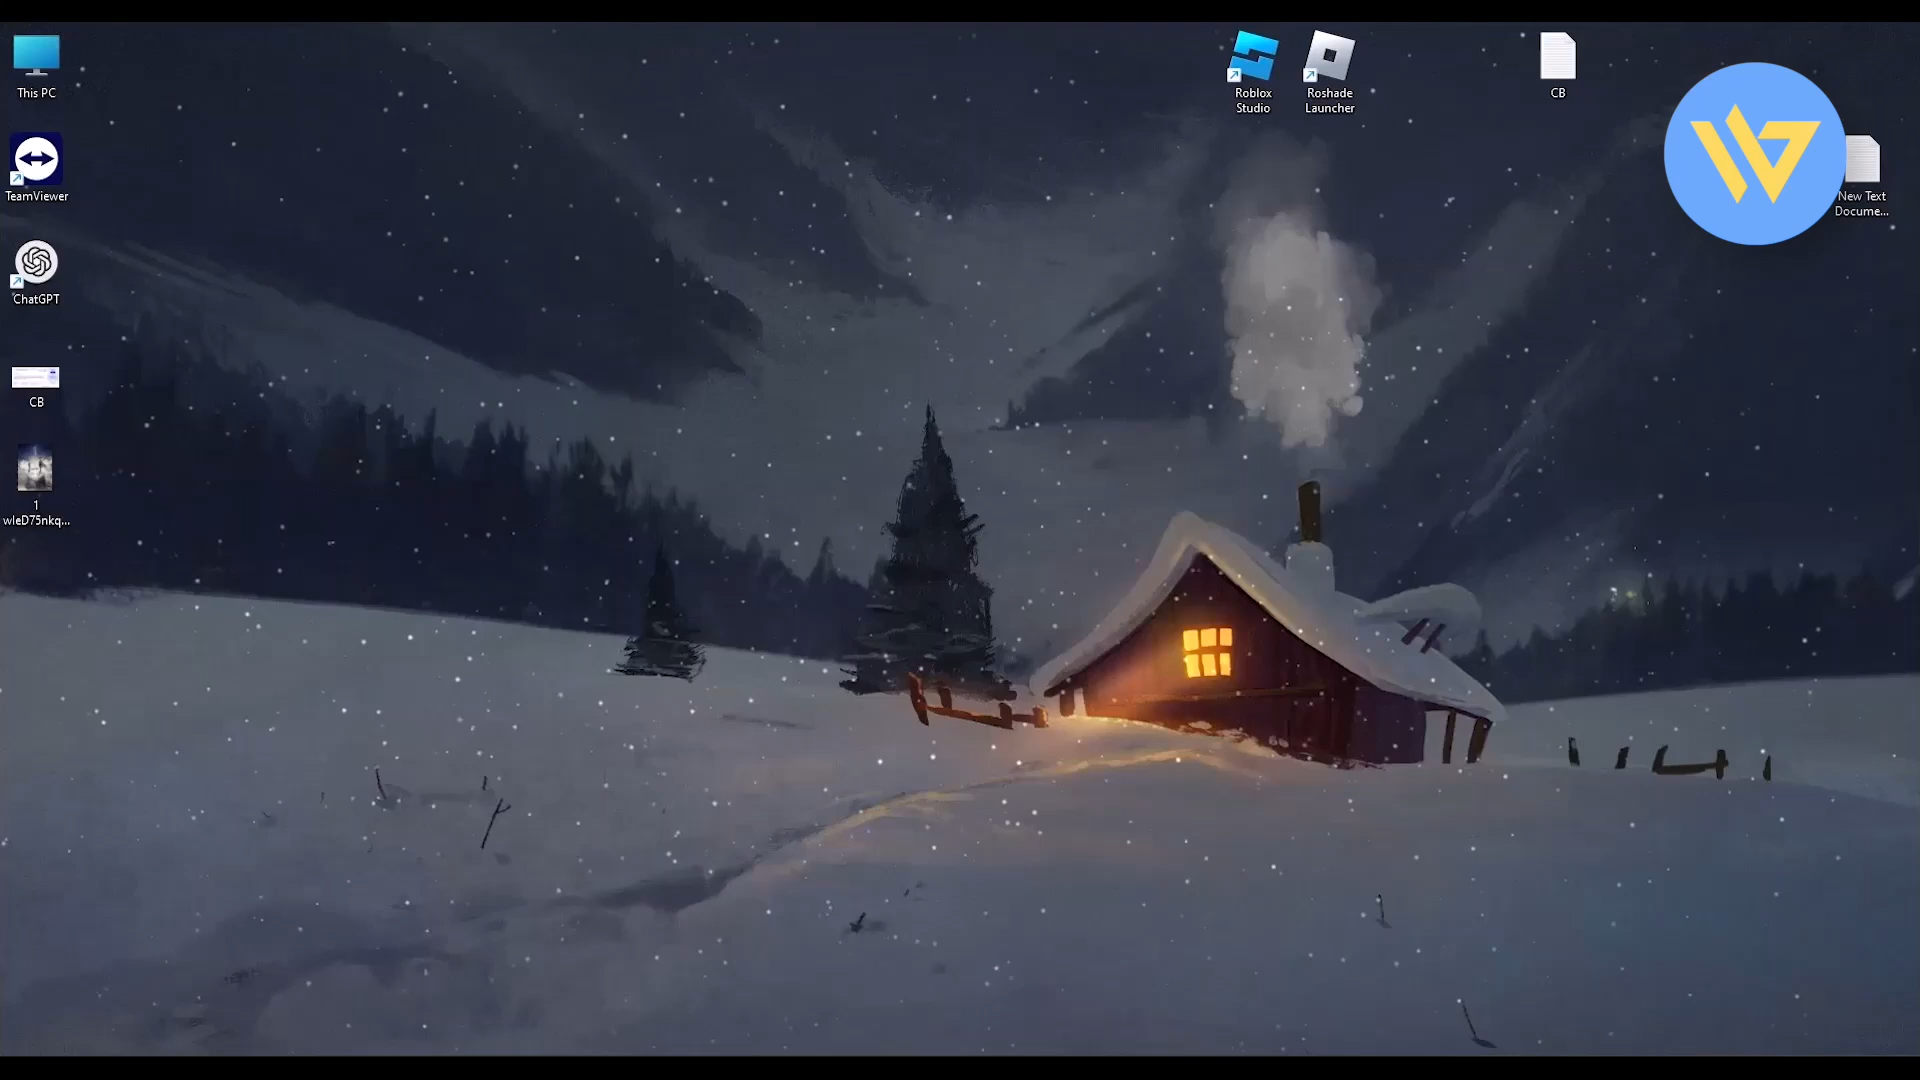 This PC
TeamViewer
ChatGPT
CB
1
wleD75nkq...
Roblox
Studio
Roshade
Launcher
CB
New Text
Docume...